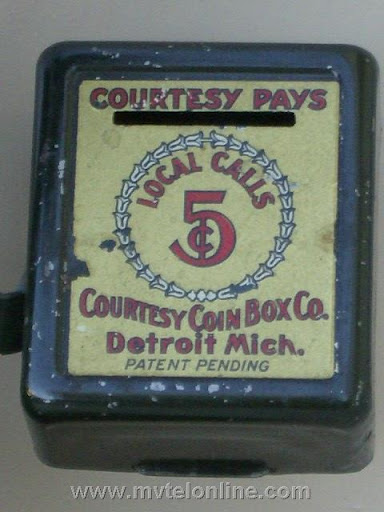 COURTESY PAYS
LOCAL CALLS
5¢
COURTESY COIN BOX CO.
Detroit Mich.
PATENT PENDING
www.mvtelonline.com